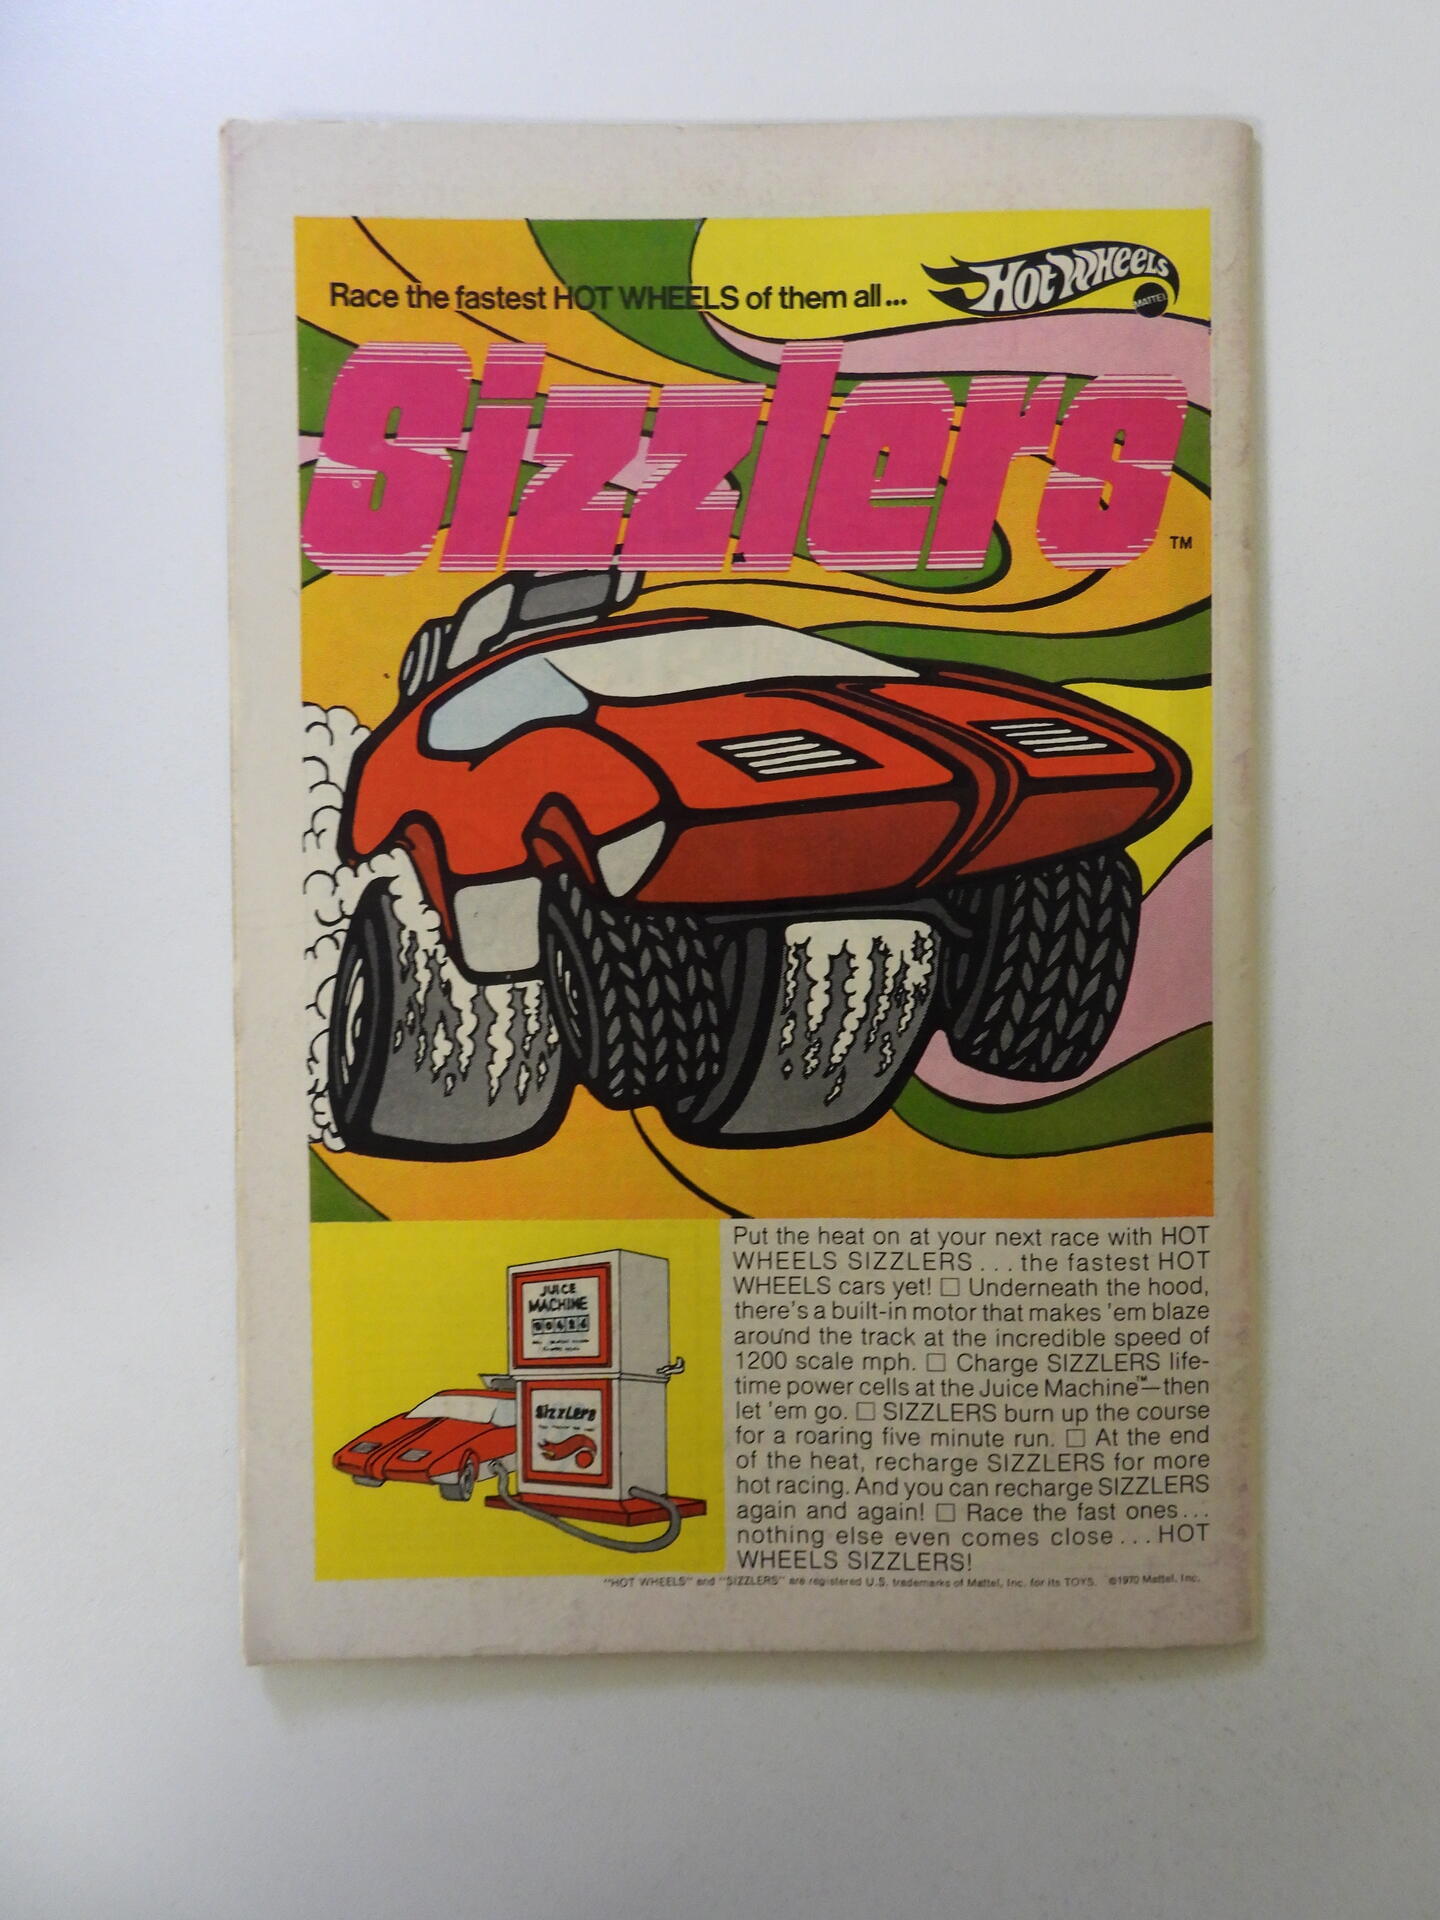 Race the fastest HOT WHEELS of them all...
HOT WHEELS
MATTEL
Sizzlers
TM
JUICE
MACHINE
Sizzlers
Put the heat on at your next race with HOT
WHEELS SIZZLERS... the fastest HOT
WHEELS cars yet! □ Underneath the hood,
there's a built-in motor that makes 'em blaze
around the track at the incredible speed of
1200 scale mph. □ Charge SIZZLERS life-
time power cells at the Juice Machine™—then
let 'em go. □ SIZZLERS burn up the course
for a roaring five minute run. □ At the end
of the heat, recharge SIZZLERS for more
hot racing. And you can recharge SIZZLERS
again and again! □ Race the fast ones...
nothing else even comes close... HOT
WHEELS SIZZLERS!
"HOT WHEELS" and "SIZZLERS" are registered U.S. trademarks of Mattel, Inc. for its TOYS. ©1970 Mattel, Inc.